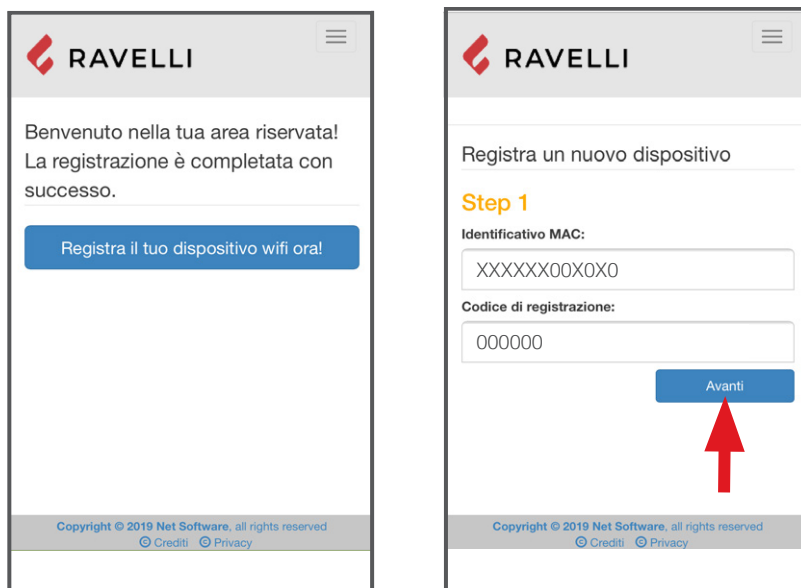 RAVELLI
Benvenuto nella tua area riservata!
La registrazione è completata con
successo.
Registra il tuo dispositivo wifi ora!
Copyright © 2019 Net Software, all rights reserved
© Crediti © Privacy
RAVELLI
Registra un nuovo dispositivo
Step 1
Identificativo MAC:
XXXXXX00X0X0
Codice di registrazione:
000000
Avanti
Copyright © 2019 Net Software, all rights reserved
© Crediti © Privacy